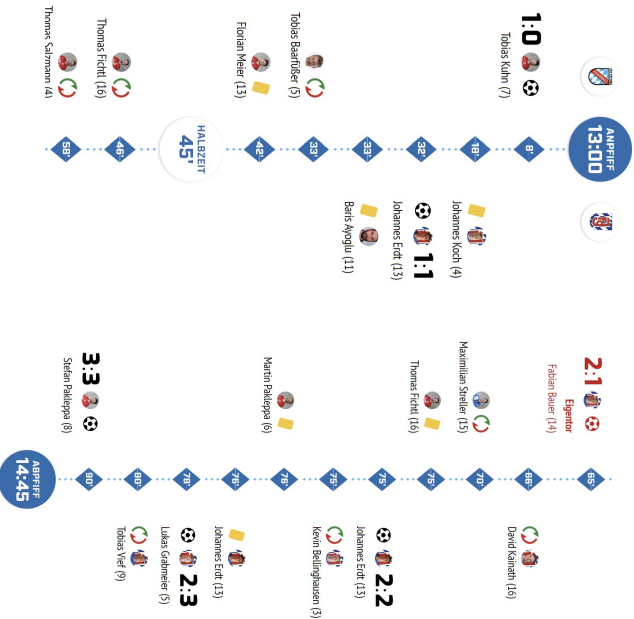 ANPFIFF
13:00
1:0
Tobias Kuhn (7)
8'
18'
Johannes Koch (4)
32'
1:1
Johannes Erdt (13)
33'
Baris Ayoglu (11)
33'
Tobias Baarfüßer (5)
42'
Florian Meier (13)
HALBZEIT
45'
46'
Thomas Fichtl (16)
58'
Thomas Salzmann (4)
65'
2:1
Eigentor
Fabian Bauer (14)
66'
David Kainath (16)
70'
Maximilian Streller (15)
75'
Thomas Fichtl (16)
75'
2:2
Johannes Erdt (13)
75'
Kevin Bellinghausen (3)
76'
Martin Pakleppa (6)
76'
Johannes Erdt (13)
78'
2:3
Lukas Grabmeier (5)
80'
Tobias Vief (9)
90'
3:3
Stefan Pakleppa (8)
ABPFIFF
14:45